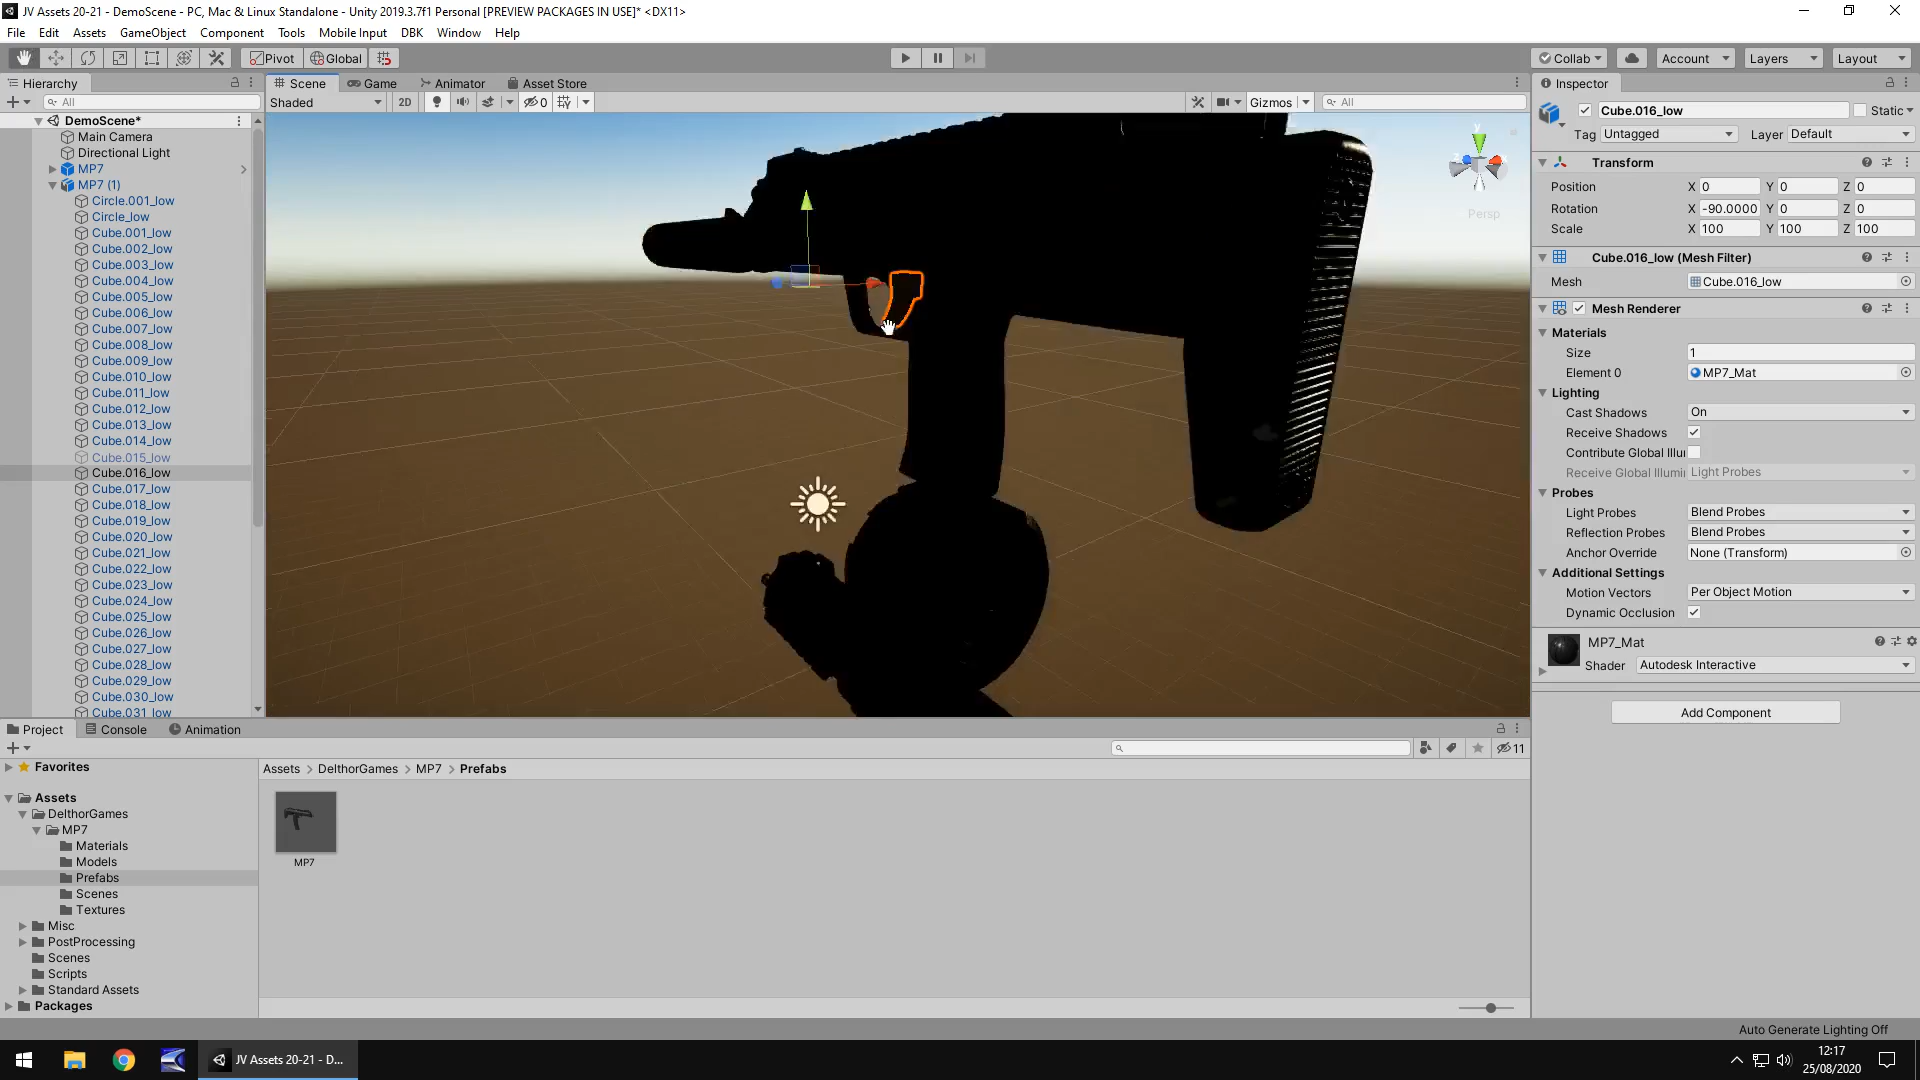 JV Assets 20-21 - DemoScene - PC, Mac & Linux Standalone - Unity 2019.3.7f1 Personal [PREVIEW PACKAGES IN USE]* <DX11>
File Edit Assets GameObject Component Tools Mobile Input DBK Window Help
Pivot Global Collab Account Layers Layout
Hierarchy Scene Game Animator Asset Store Inspector
All Shaded 2D 0 Gizmos All
DemoScene*
Main Camera
Directional Light
MP7
MP7 (1)
Circle.001_low
Circle_low
Cube.001_low
Cube.002_low
Cube.003_low
Cube.004_low
Cube.005_low
Cube.006_low
Cube.007_low
Cube.008_low
Cube.009_low
Cube.010_low
Cube.011_low
Cube.012_low
Cube.013_low
Cube.014_low
Cube.015_low
Cube.016_low
Cube.017_low
Cube.018_low
Cube.019_low
Cube.020_low
Cube.021_low
Cube.022_low
Cube.023_low
Cube.024_low
Cube.025_low
Cube.026_low
Cube.027_low
Cube.028_low
Cube.029_low
Cube.030_low
Cube.031_low
y
Persp
Cube.016_low Static
Tag Untagged Layer Default
Transform
Position X 0 Y 0 Z 0
Rotation X -90.0000 Y 0 Z 0
Scale X 100 Y 100 Z 100
Cube.016_low (Mesh Filter)
Mesh Cube.016_low
Mesh Renderer
Materials
Size 1
Element 0 MP7_Mat
Lighting
Cast Shadows On
Receive Shadows
Contribute Global Illu
Receive Global Illumi Light Probes
Probes
Light Probes Blend Probes
Reflection Probes Blend Probes
Anchor Override None (Transform)
Additional Settings
Motion Vectors Per Object Motion
Dynamic Occlusion
MP7_Mat
Shader Autodesk Interactive
Add Component
Project Console Animation
11
Favorites
Assets
DelthorGames
MP7
Materials
Models
Prefabs
Scenes
Textures
Misc
PostProcessing
Scenes
Scripts
Standard Assets
Packages
Assets > DelthorGames > MP7 > Prefabs
MP7
Auto Generate Lighting Off
JV Assets 20-21 - D...
12:17
25/08/2020